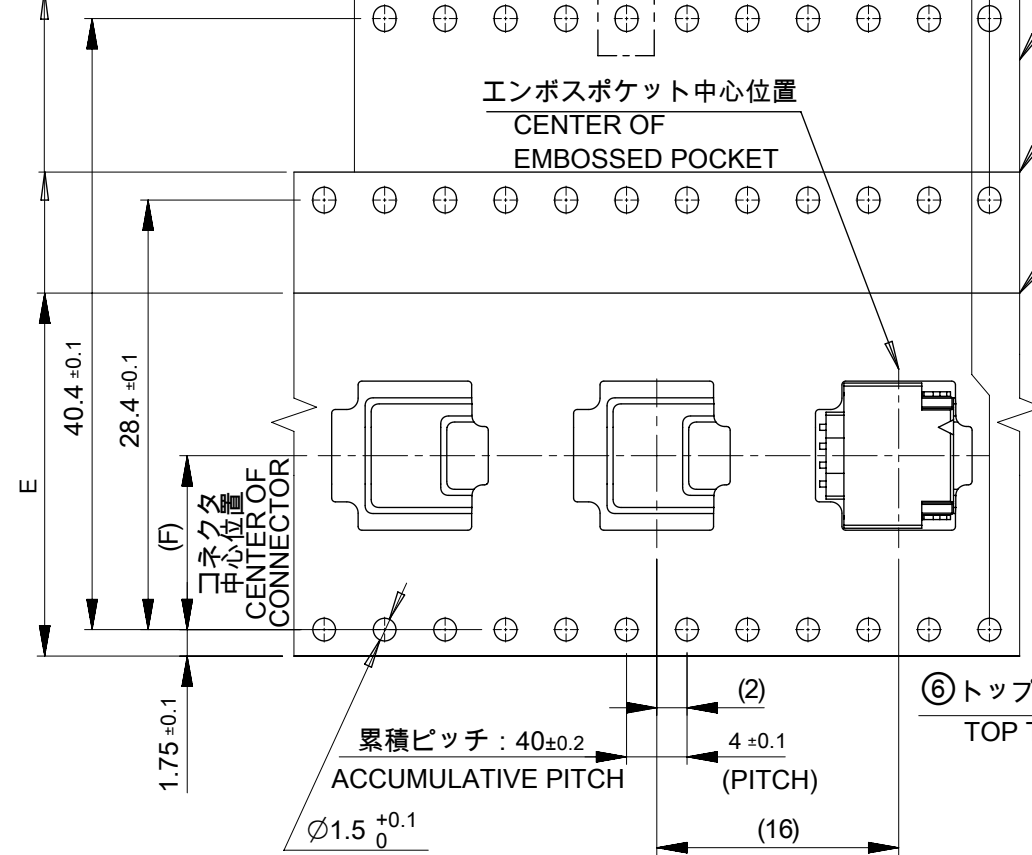 エンボスポケット中心位置
CENTER OF
EMBOSSED POCKET
40.4 ±0.1
28.4 ±0.1
E
(F)
コネクタ
中心位置
CENTER OF
CONNECTOR
1.75 ±0.1
(2)
⑥トップ
TOP
累積ピッチ : 40±0.2
ACCUMULATIVE PITCH
4 ±0.1
(PITCH)
∅1.5 +0.1
0
(16)